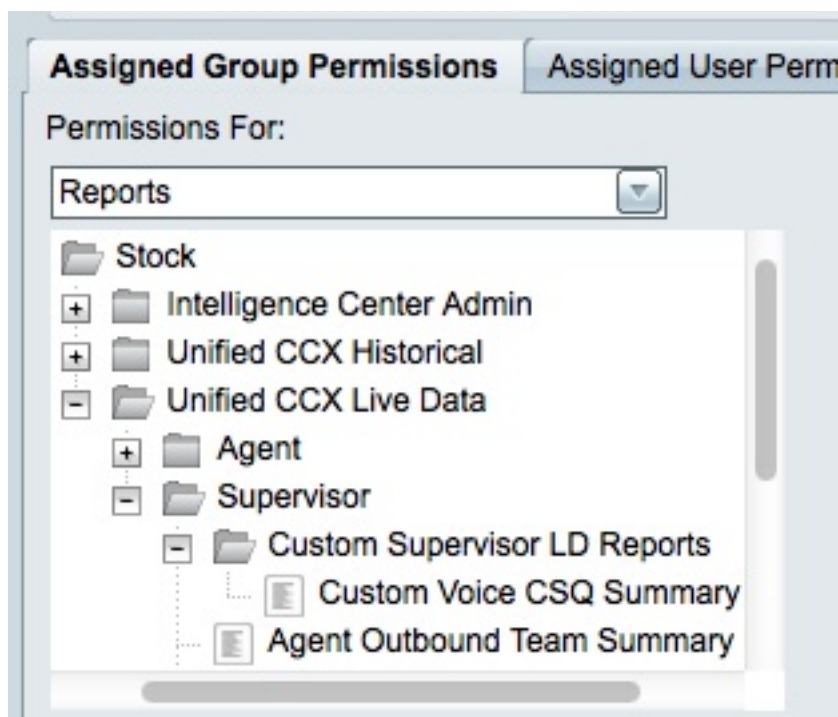 Assigned Group Permissions
Assigned User Perm
Permissions For:
Reports
Stock
Intelligence Center Admin
Unified CCX Historical
Unified CCX Live Data
Agent
Supervisor
Custom Supervisor LD Reports
Custom Voice CSQ Summary
Agent Outbound Team Summary